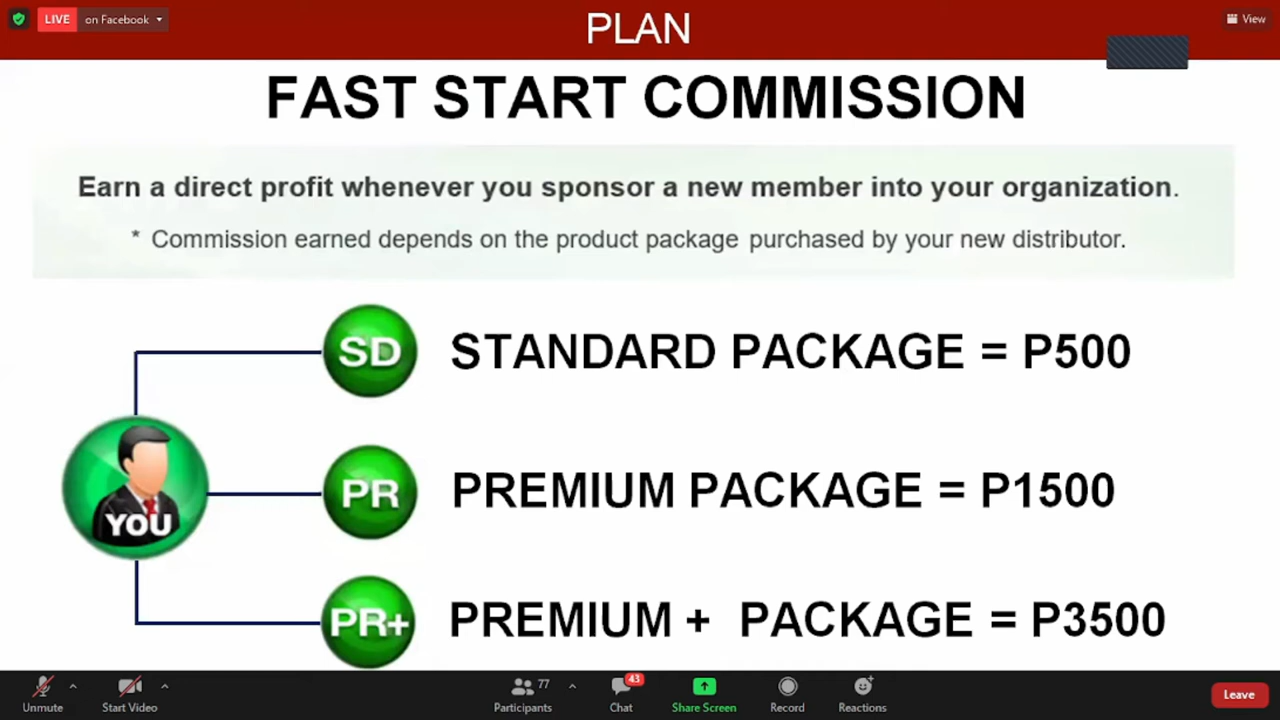 LIVE on Facebook
PLAN
View
FAST START COMMISSION
Earn a direct profit whenever you sponsor a new member into your organization.
* Commission earned depends on the product package purchased by your new distributor.
SD STANDARD PACKAGE = P500
YOU
PR PREMIUM PACKAGE = P1500
PR+ PREMIUM + PACKAGE = P3500
77
43
Unmute Start Video Participants Chat Share Screen Record Reactions Leave